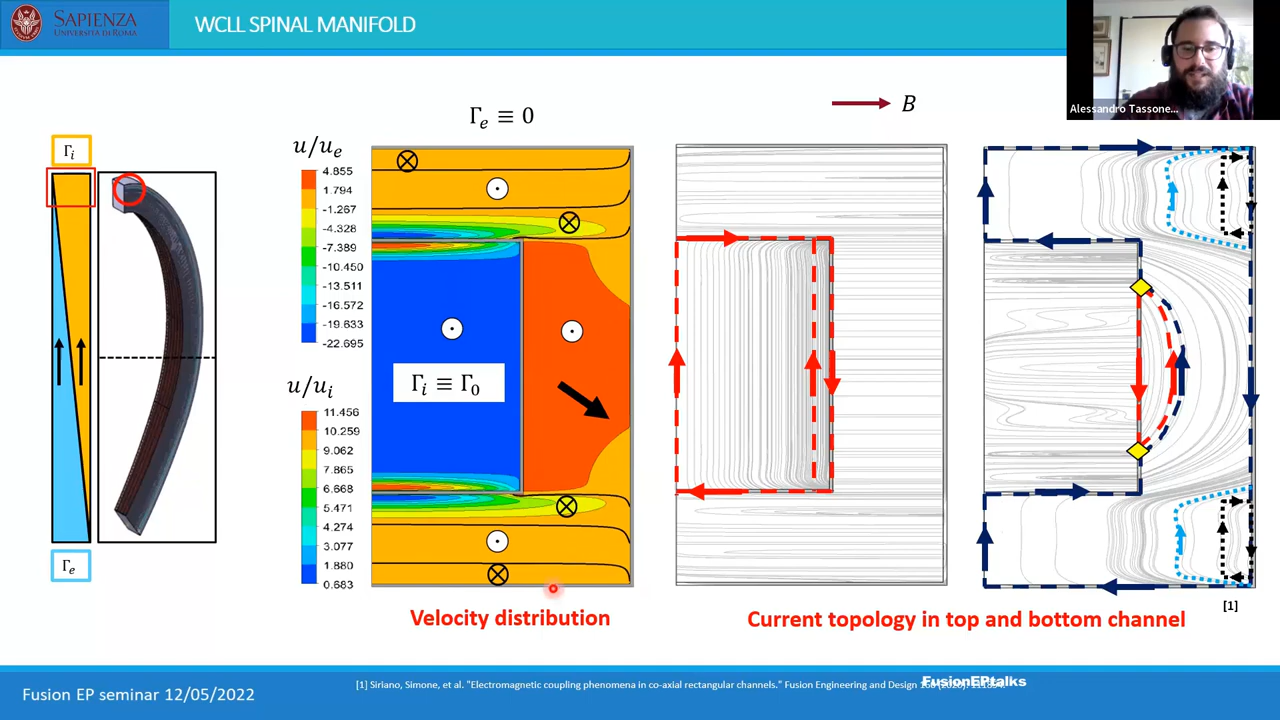 SAPIENZA
UNIVERSITÀ DI ROMA
WCLL SPINAL MANIFOLD
Alessandro Tassone...
Γi
Γe
Γe ≡ 0
B
u/ue
4.855
1.794
-1.267
-4.328
-7.389
-10.450
-13.511
-16.572
-19.633
-22.695
u/ui
11.456
10.259
9.062
7.865
6.668
5.471
4.274
3.077
1.880
0.683
Γi ≡ Γ0
Velocity distribution
Current topology in top and bottom channel
[1]
Fusion EP seminar 12/05/2022
[1] Siriano, Simone, et al. "Electromagnetic coupling phenomena in co-axial rectangular channels." Fusion Engineering and Design
FusionEPtalks